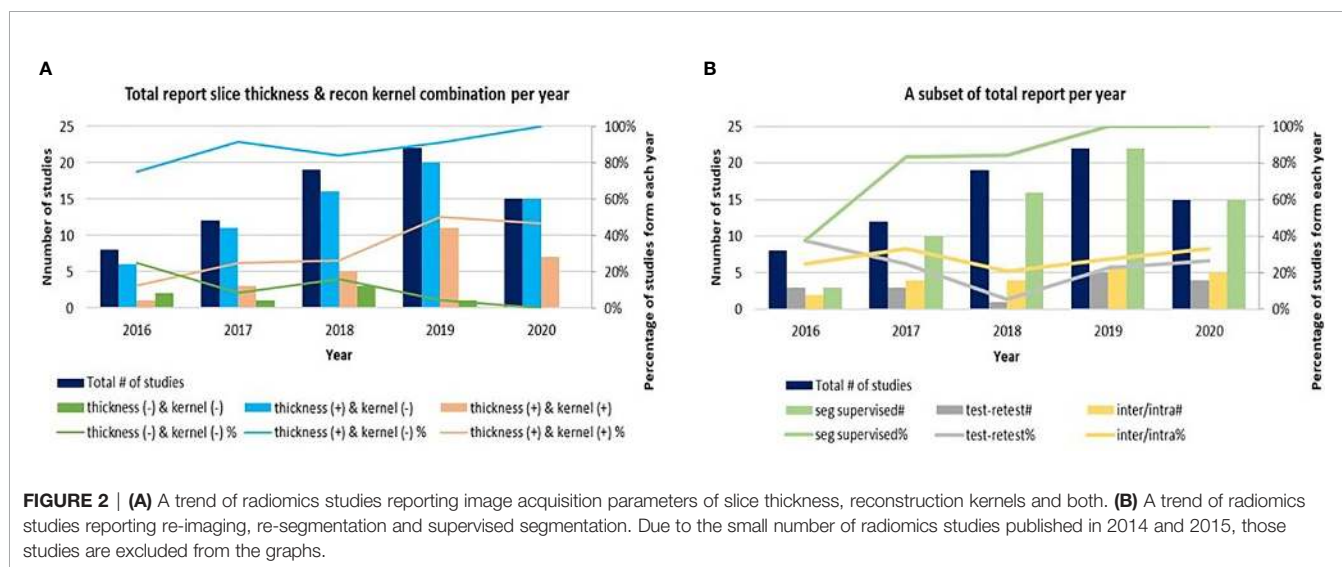 A
Total report slice thickness & recon kernel combination per year
25
20
15
10
5
0
100%
80%
60%
40%
20%
0%
Nnumber of studies
Percentage of studies form each year
2016 2017 2018 2019 2020
Year
Total # of studies
thickness (-) & kernel (-) thickness (+) & kernel (-) thickness (+) & kernel (+)
thickness (-) & kernel (-) % thickness (+) & kernel (-) % thickness (+) & kernel (+) %
B
A subset of total report per year
25
20
15
10
5
0
100%
80%
60%
40%
20%
0%
Nnumber of studies
Percentage of studies form each year
2016 2017 2018 2019 2020
Year
Total # of studies
seg supervised# test-retest# inter/intra#
seg supervised% test-retest% inter/intra%
FIGURE 2 | (A) A trend of radiomics studies reporting image acquisition parameters of slice thickness, reconstruction kernels and both. (B) A trend of radiomics
studies reporting re-imaging, re-segmentation and supervised segmentation. Due to the small number of radiomics studies published in 2014 and 2015, those
studies are excluded from the graphs.